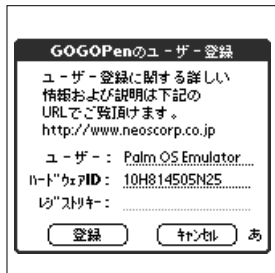 GOGOPenのユーザー登録
ユーザー登録に関する詳しい
情報および説明は下記の
URLでご覧頂けます。
http://www.neoscorp.co.jp
ユーザー： Palm OS Emulator
ﾊｰﾄﾞｳｪｱID： 10H814505N25
ﾚｼﾞｽﾄﾘｷｰ：
登録 ｷｬﾝｾﾙ あ